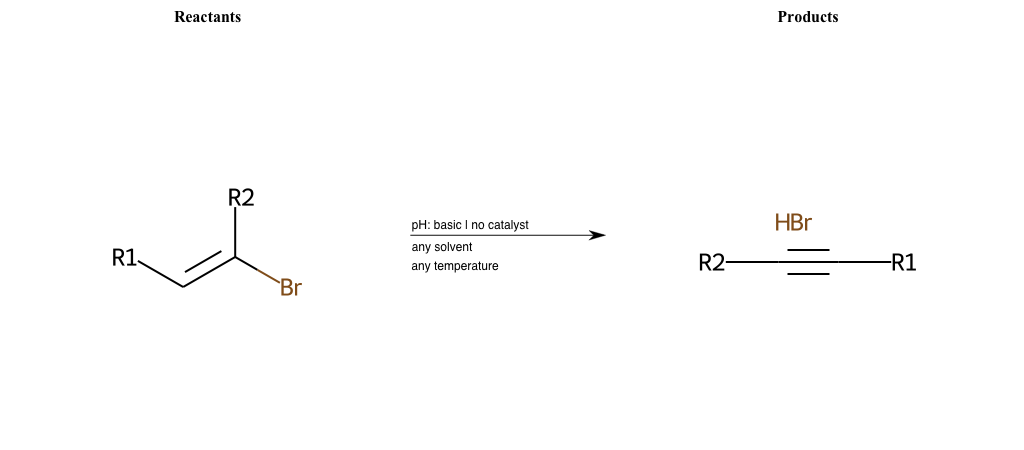 Reactants
Products
R2
R1
Br
pH: basic | no catalyst
any solvent
any temperature
HBr
R2
R1